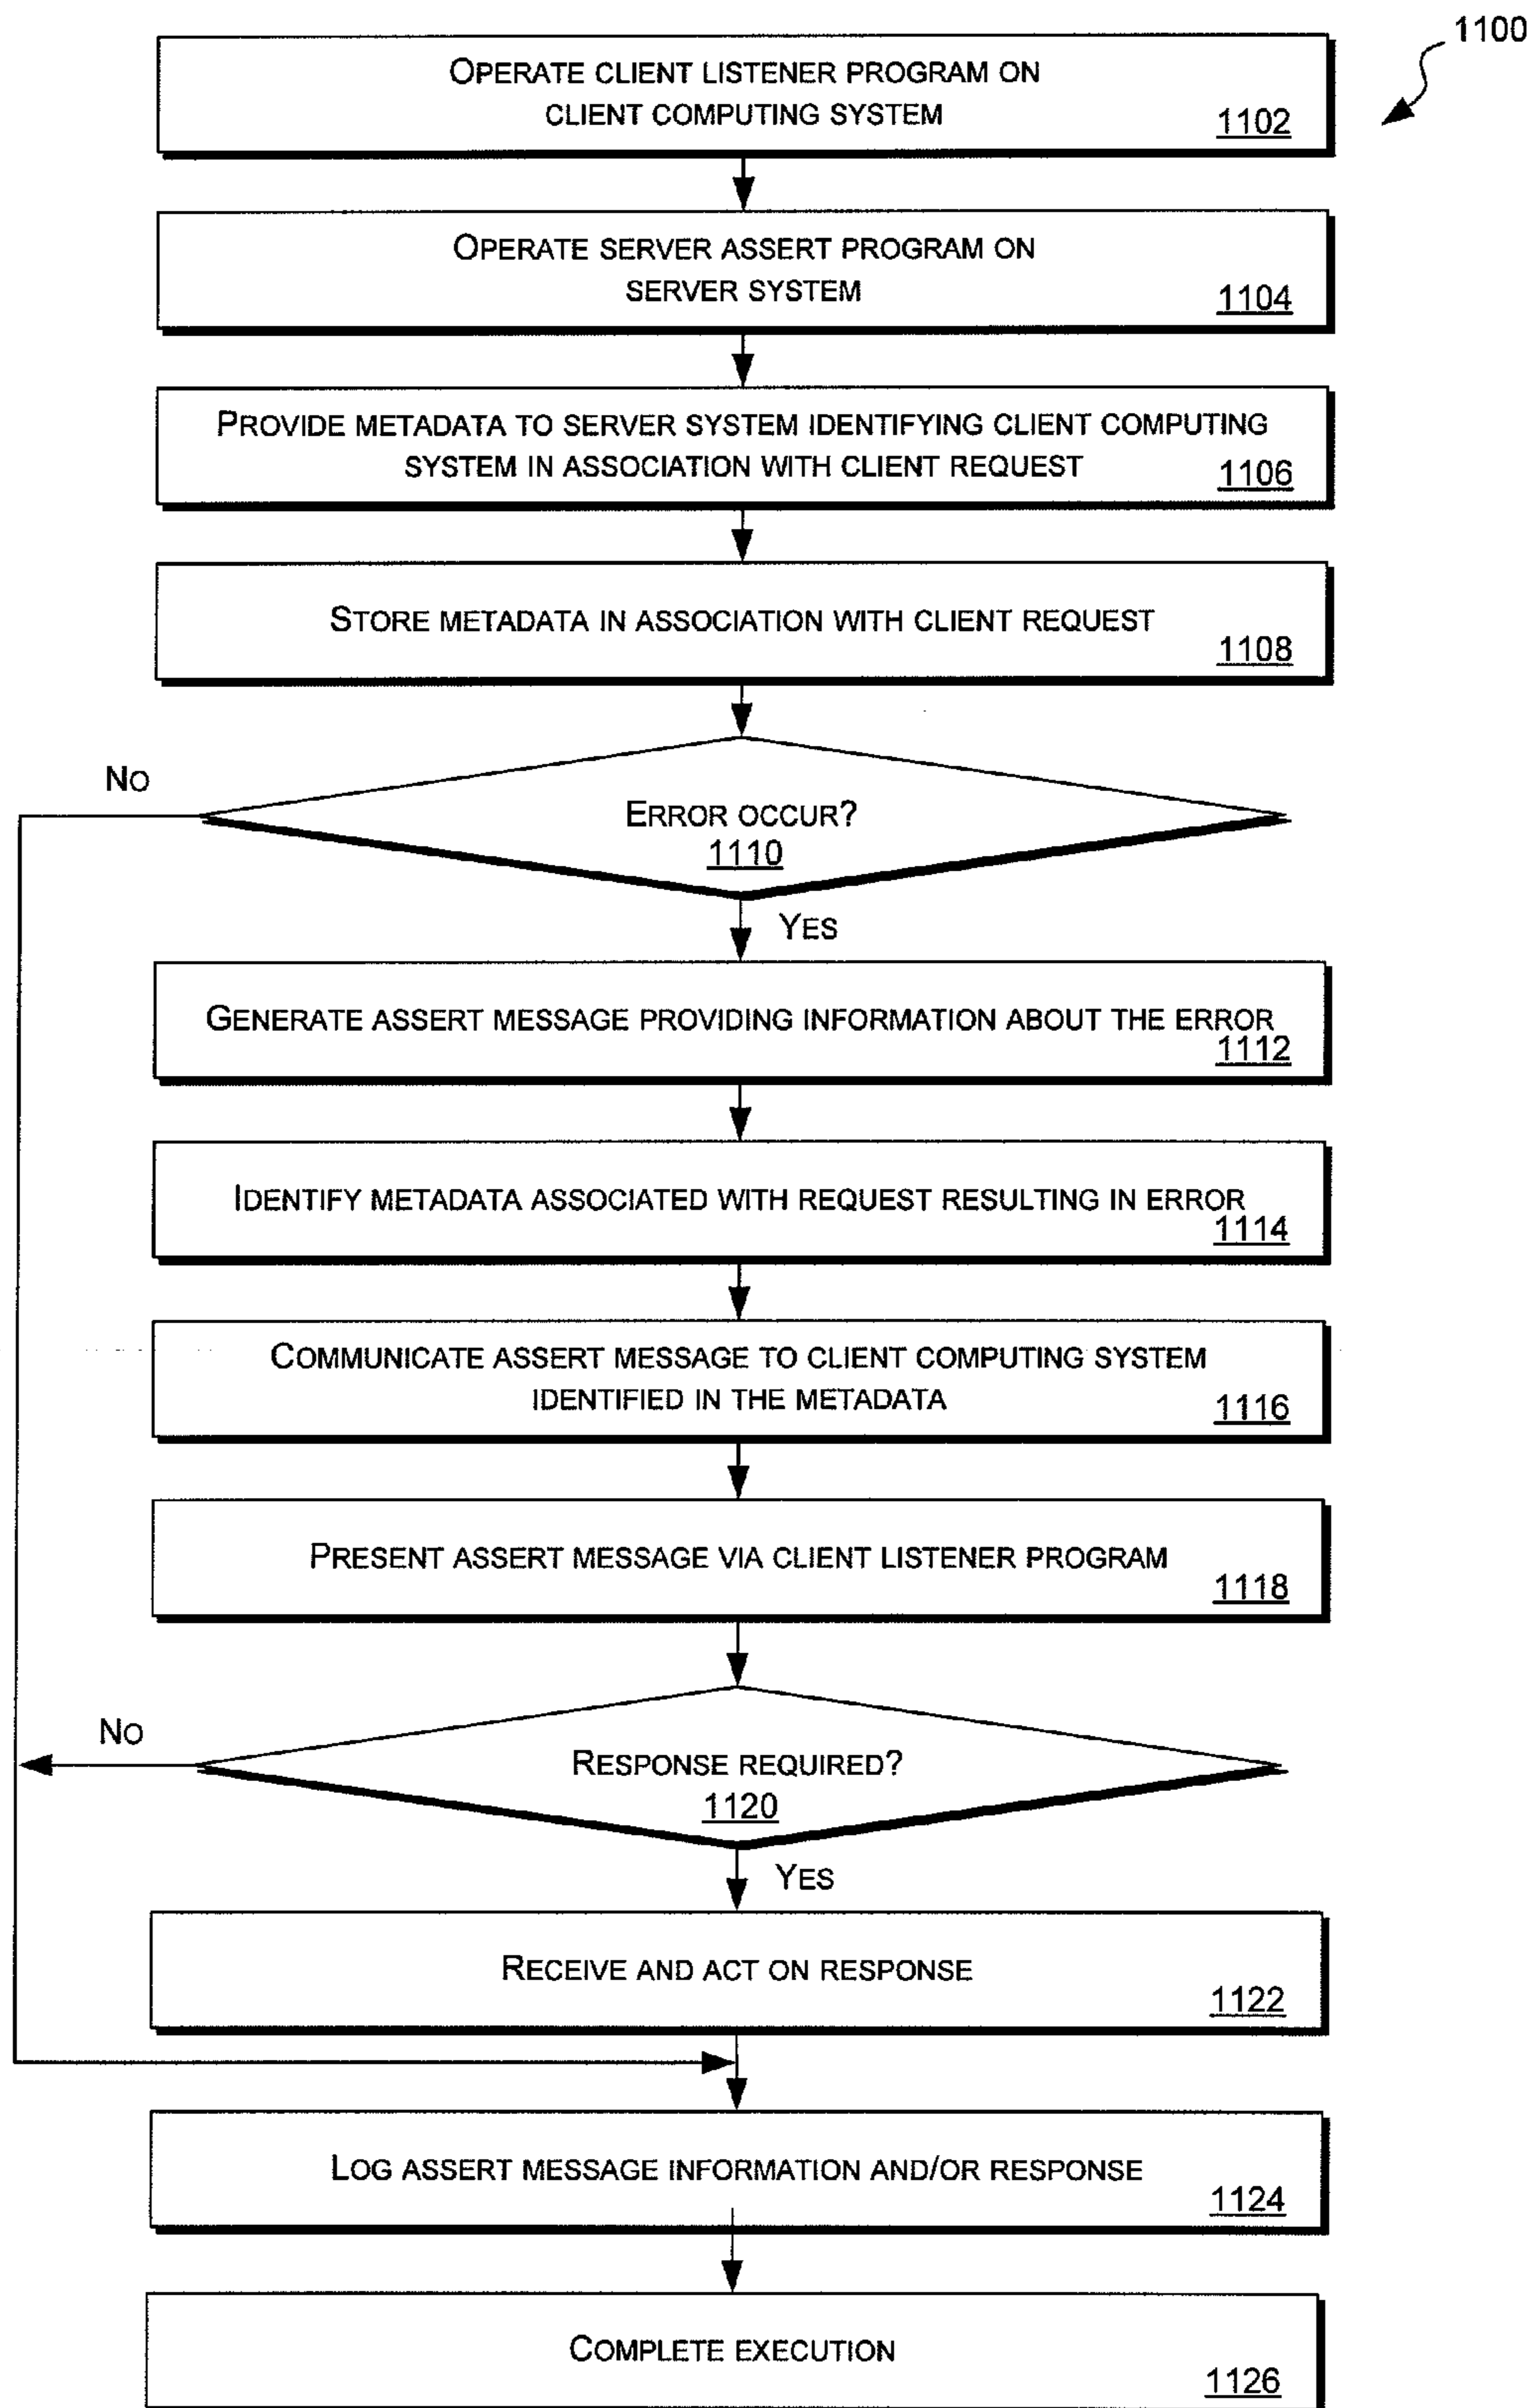 1100
OPERATE CLIENT LISTENER PROGRAM ON
CLIENT COMPUTING SYSTEM
1102
OPERATE SERVER ASSERT PROGRAM ON
SERVER SYSTEM
1104
PROVIDE METADATA TO SERVER SYSTEM IDENTIFYING CLIENT COMPUTING
SYSTEM IN ASSOCIATION WITH CLIENT REQUEST
1106
STORE METADATA IN ASSOCIATION WITH CLIENT REQUEST
1108
NO
ERROR OCCUR?
1110
YES
GENERATE ASSERT MESSAGE PROVIDING INFORMATION ABOUT THE ERROR
1112
IDENTIFY METADATA ASSOCIATED WITH REQUEST RESULTING IN ERROR
1114
COMMUNICATE ASSERT MESSAGE TO CLIENT COMPUTING SYSTEM
IDENTIFIED IN THE METADATA
1116
PRESENT ASSERT MESSAGE VIA CLIENT LISTENER PROGRAM
1118
NO
RESPONSE REQUIRED?
1120
YES
RECEIVE AND ACT ON RESPONSE
1122
LOG ASSERT MESSAGE INFORMATION AND/OR RESPONSE
1124
COMPLETE EXECUTION
1126